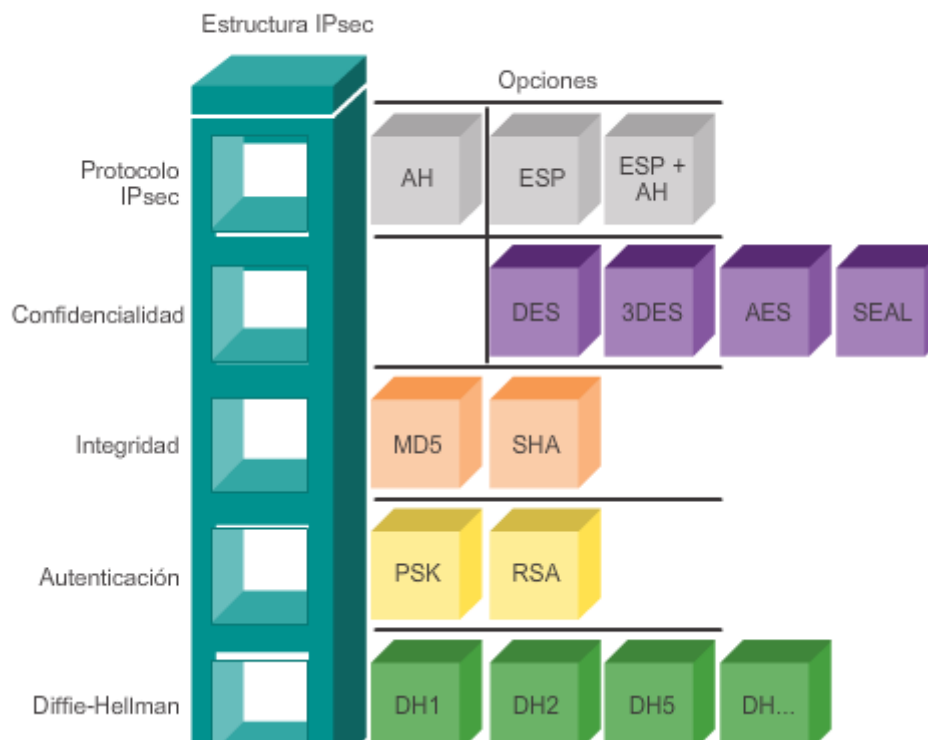 Estructura IPsec
Opciones
Protocolo
IPsec
AH
ESP
ESP +
AH
Confidencialidad
DES
3DES
AES
SEAL
Integridad
MD5
SHA
Autenticación
PSK
RSA
Diffie-Hellman
DH1
DH2
DH5
DH...